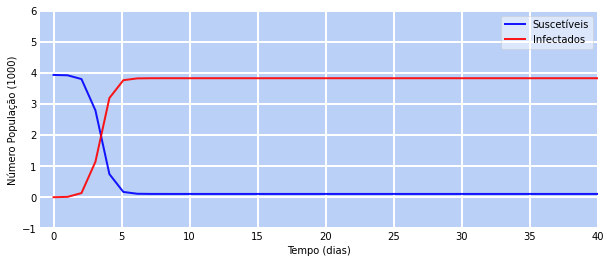 Suscetíveis
Infectados
Número População (1000)
6
5
4
3
2
1
0
−1
0 5 10 15 20 25 30 35 40
Tempo (dias)